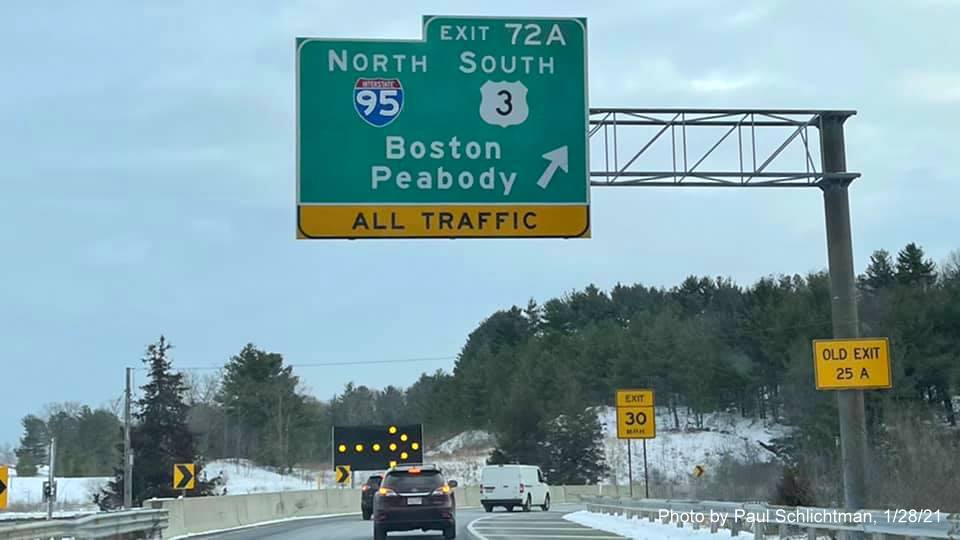 EXIT 72A
NORTH SOUTH
INTERSTATE
95 3
Boston
Peabody
ALL TRAFFIC
OLD EXIT
25 A
EXIT
30
MPH
Photo by Paul Schlichtman, 1/28/21